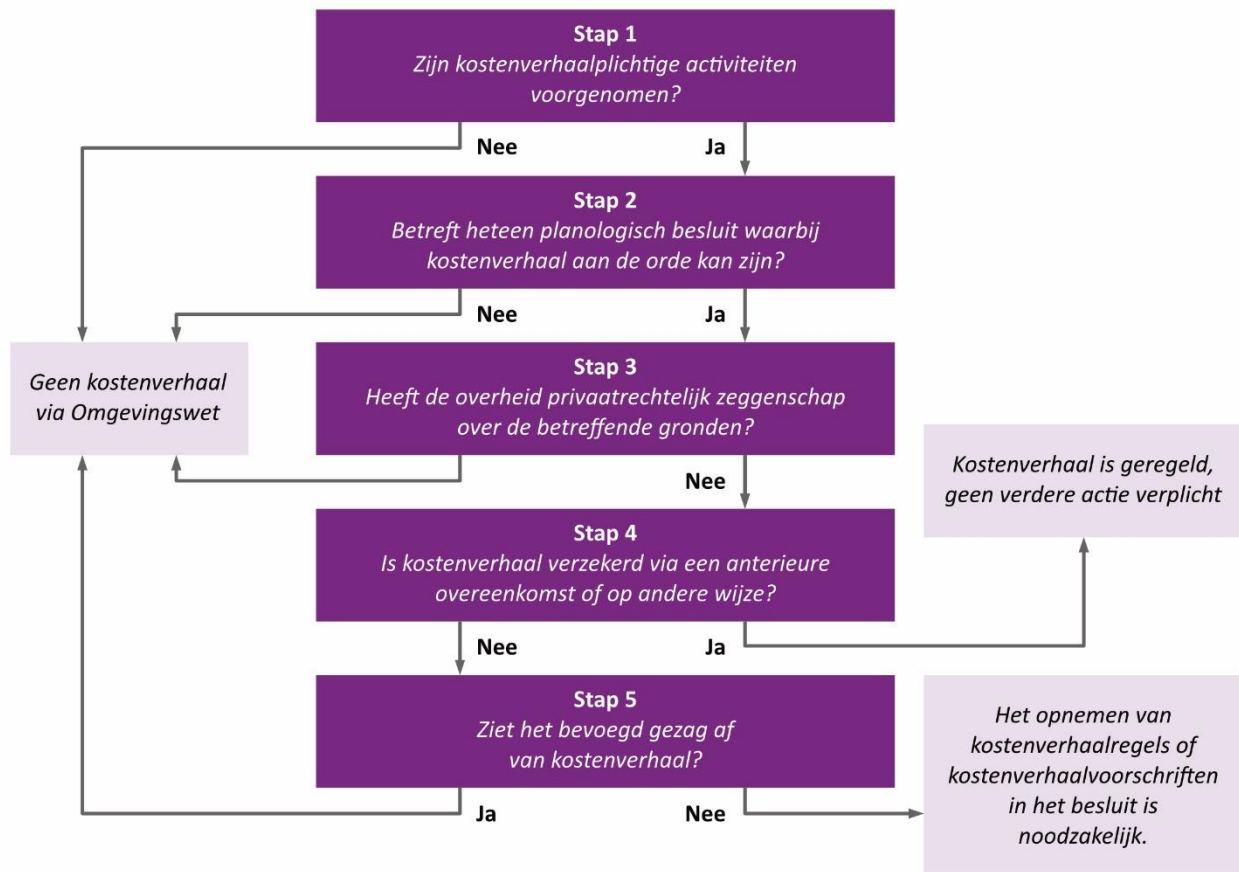 Stap 1
Zijn kostenverhaalplichtige activiteiten
voorgenomen?
Nee
Ja
Stap 2
Betreft heteen planologisch besluit waarbij
kostenverhaal aan de orde kan zijn?
Nee
Ja
Geen kostenverhaal
via Omgevingswet
Stap 3
Heeft de overheid privaatrechtelijk zeggenschap
over de betreffende gronden?
Nee
Kostenverhaal is geregeld,
geen verdere actie verplicht
Stap 4
Is kostenverhaal verzekerd via een anterieure
overeenkomst of op andere wijze?
Nee
Ja
Stap 5
Ziet het bevoegd gezag af
van kostenverhaal?
Ja
Nee
Het opnemen van
kostenverhaalregels of
kostenverhaalvoorschriften
in het besluit is
noodzakelijk.